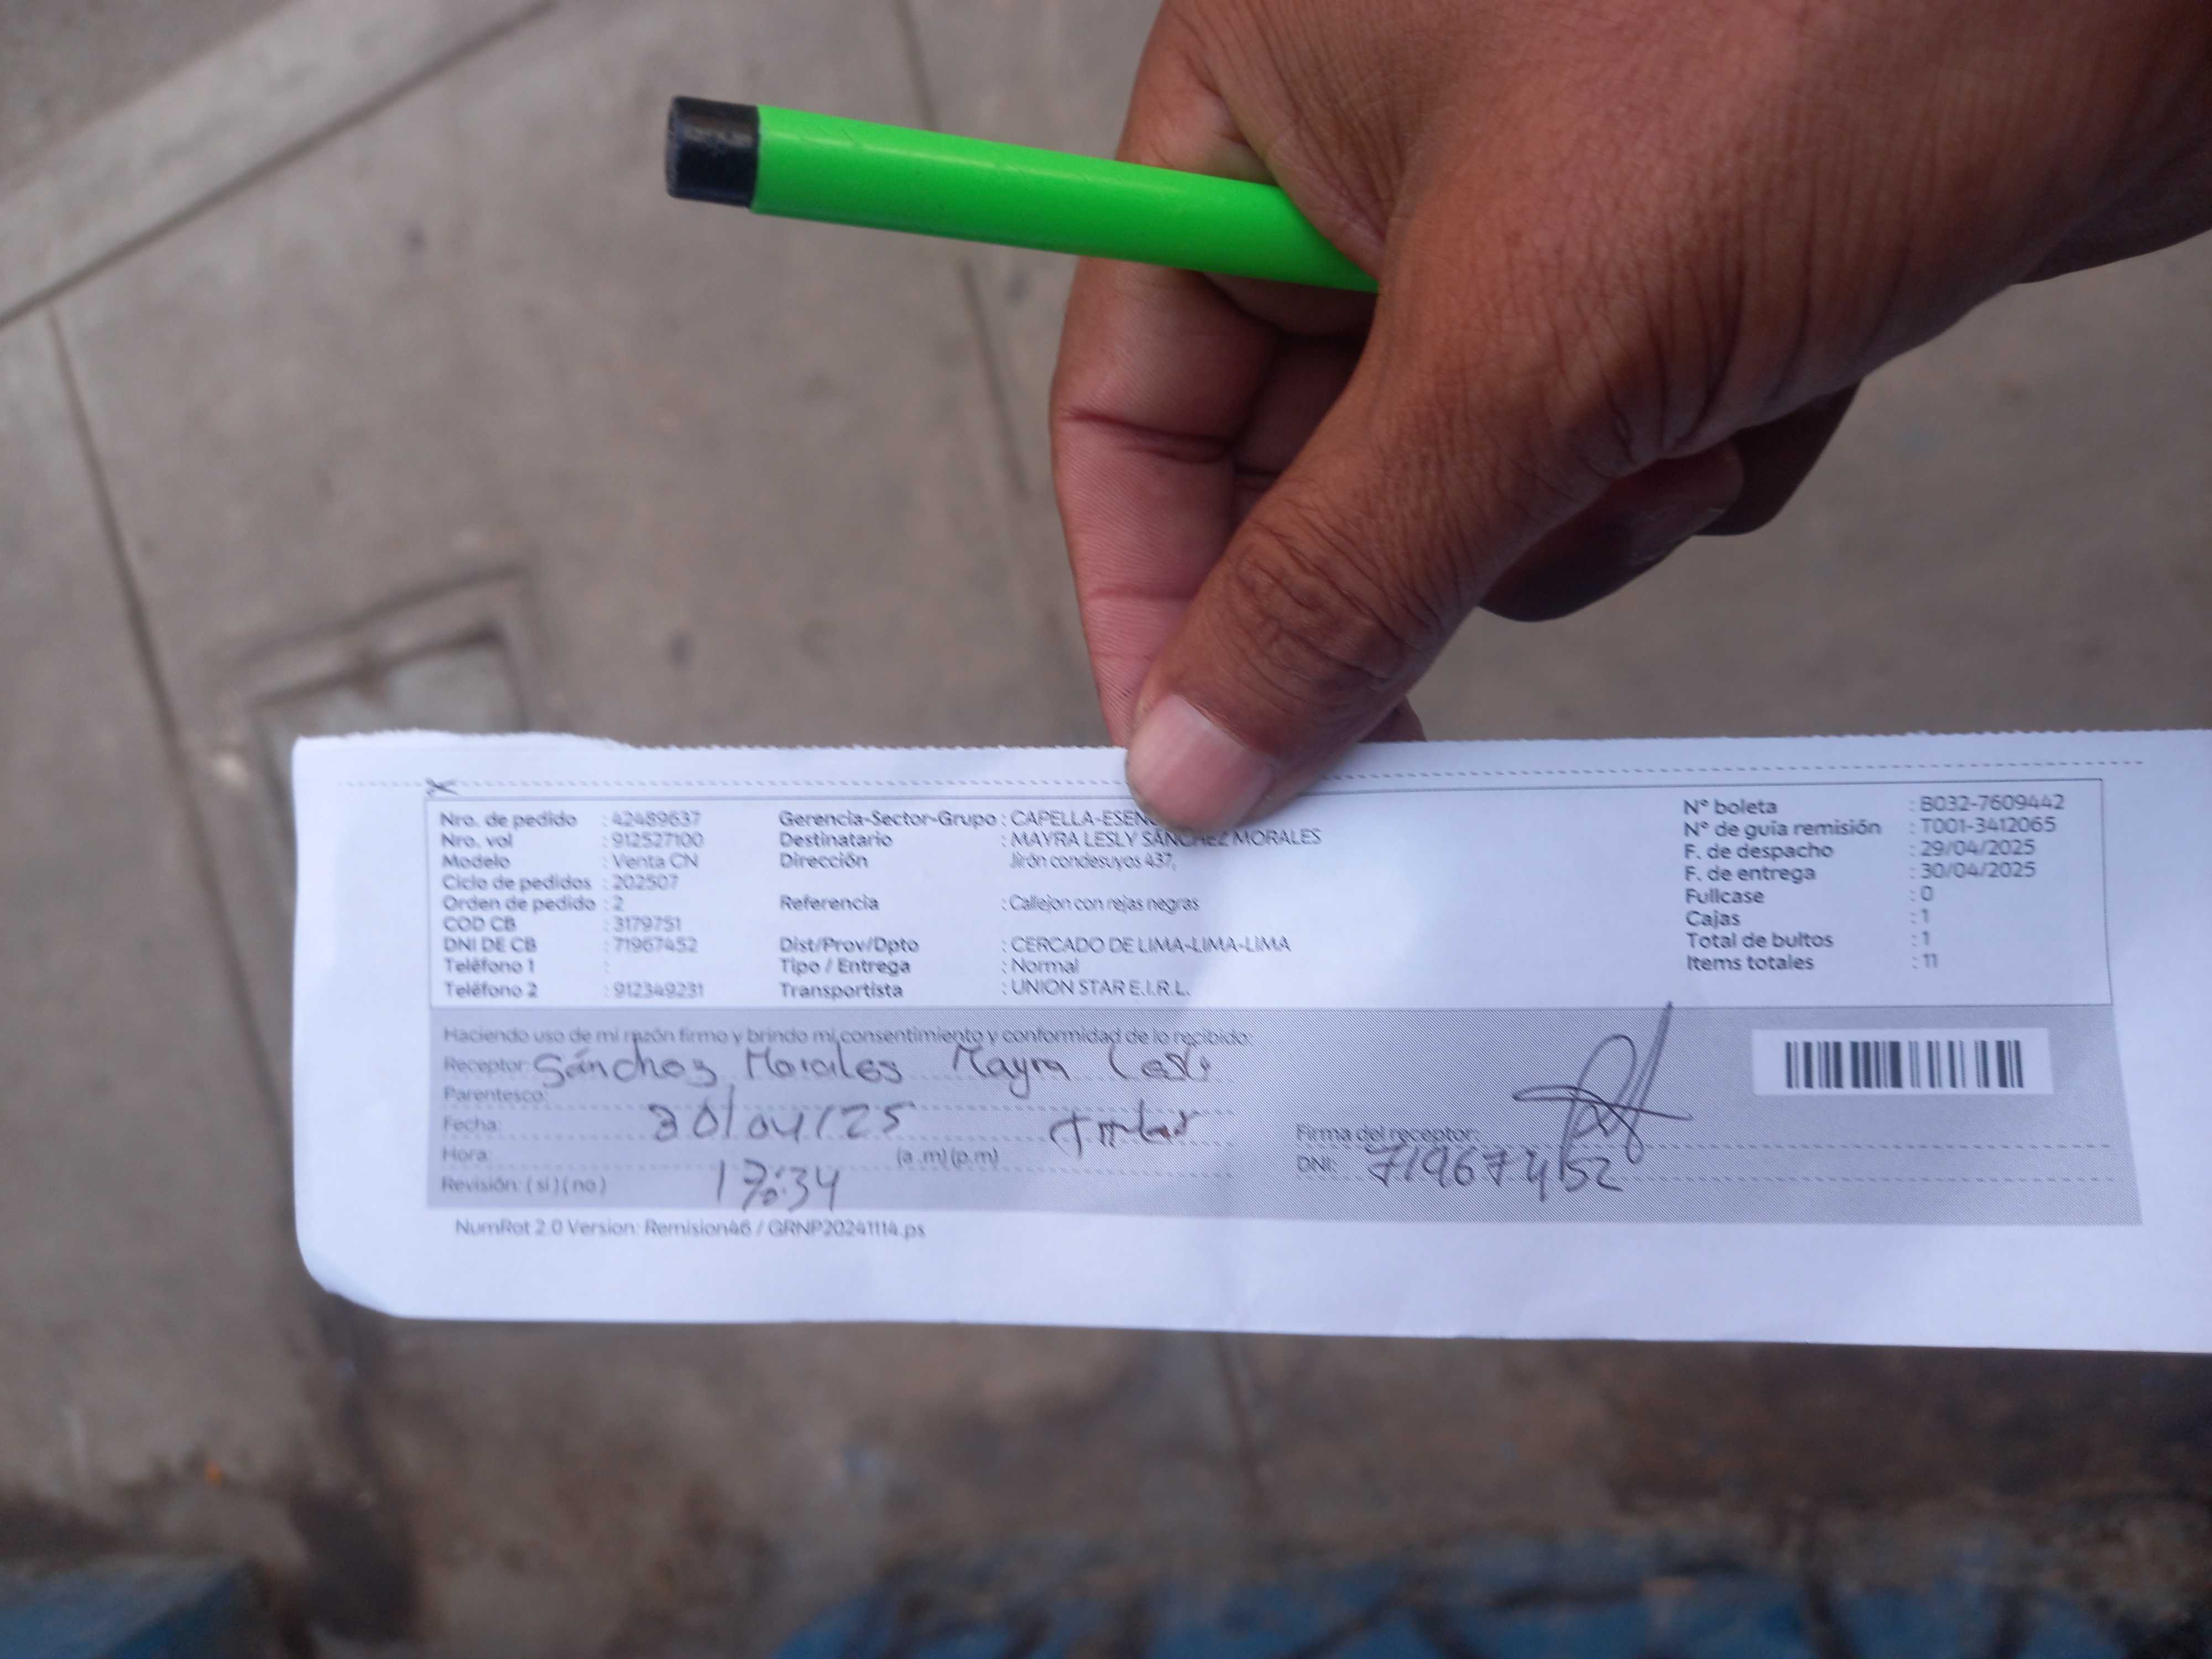 Nro. de pedido : 42489637
Nro. vol : 912527100
Modelo : Venta CN
Ciclo de pedidos : 202507
Orden de pedido : 2
COD CB : 3179751
DNI DE CB : 71967452
Teléfono 1 :
Teléfono 2 : 912349231
Gerencia-Sector-Grupo : CAPELLA-ESEN
Destinatario : MAYRA LESLY SÁNCHEZ MORALES
Dirección Jirón condesuyos 437,
Referencia : Callejon con rejas negras
Dist/Prov/Dpto : CERCADO DE LIMA-LIMA-LIMA
Tipo / Entrega : Normal
Transportista : UNION STAR E.I.R.L.
N° boleta : B032-7609442
N° de guía remisión : T001-3412065
F. de despacho : 29/04/2025
F. de entrega : 30/04/2025
Fullcase : 0
Cajas : 1
Total de bultos : 1
Items totales : 11
Haciendo uso de mi razón firmo y brindo mi consentimiento y conformidad de lo recibido:
Receptor: Sánchez Morales Mayra Lesly
Parentesco:
Fecha: 30/04/25 titular
Hora: 17:34 (a .m) (p.m)
Revisión: ( si ) ( no )
Firma del receptor:
DNI: 71967452
NumRot 2.0 Version: Remision46 / GRNP20241114.ps